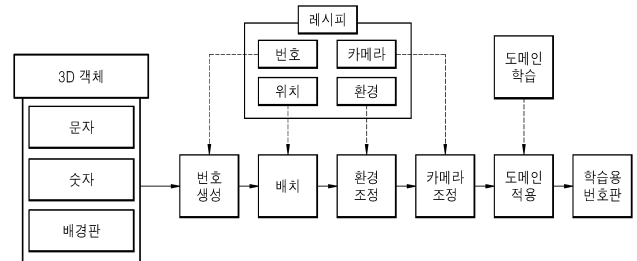 레시피
번호
카메라
위치
환경
3D 객체
문자
숫자
배경판
번호
생성
배치
환경
조정
카메라
조정
도메인
학습
도메인
적용
학습용
번호판